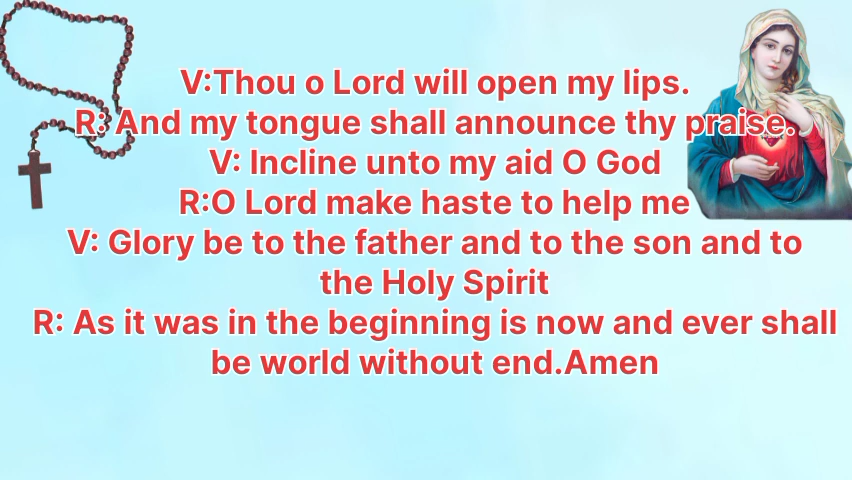 V:Thou o Lord will open my lips.
R: And my tongue shall announce thy praise.
V: Incline unto my aid O God
R:O Lord make haste to help me
V: Glory be to the father and to the son and to
the Holy Spirit
R: As it was in the beginning is now and ever shall
be world without end.Amen